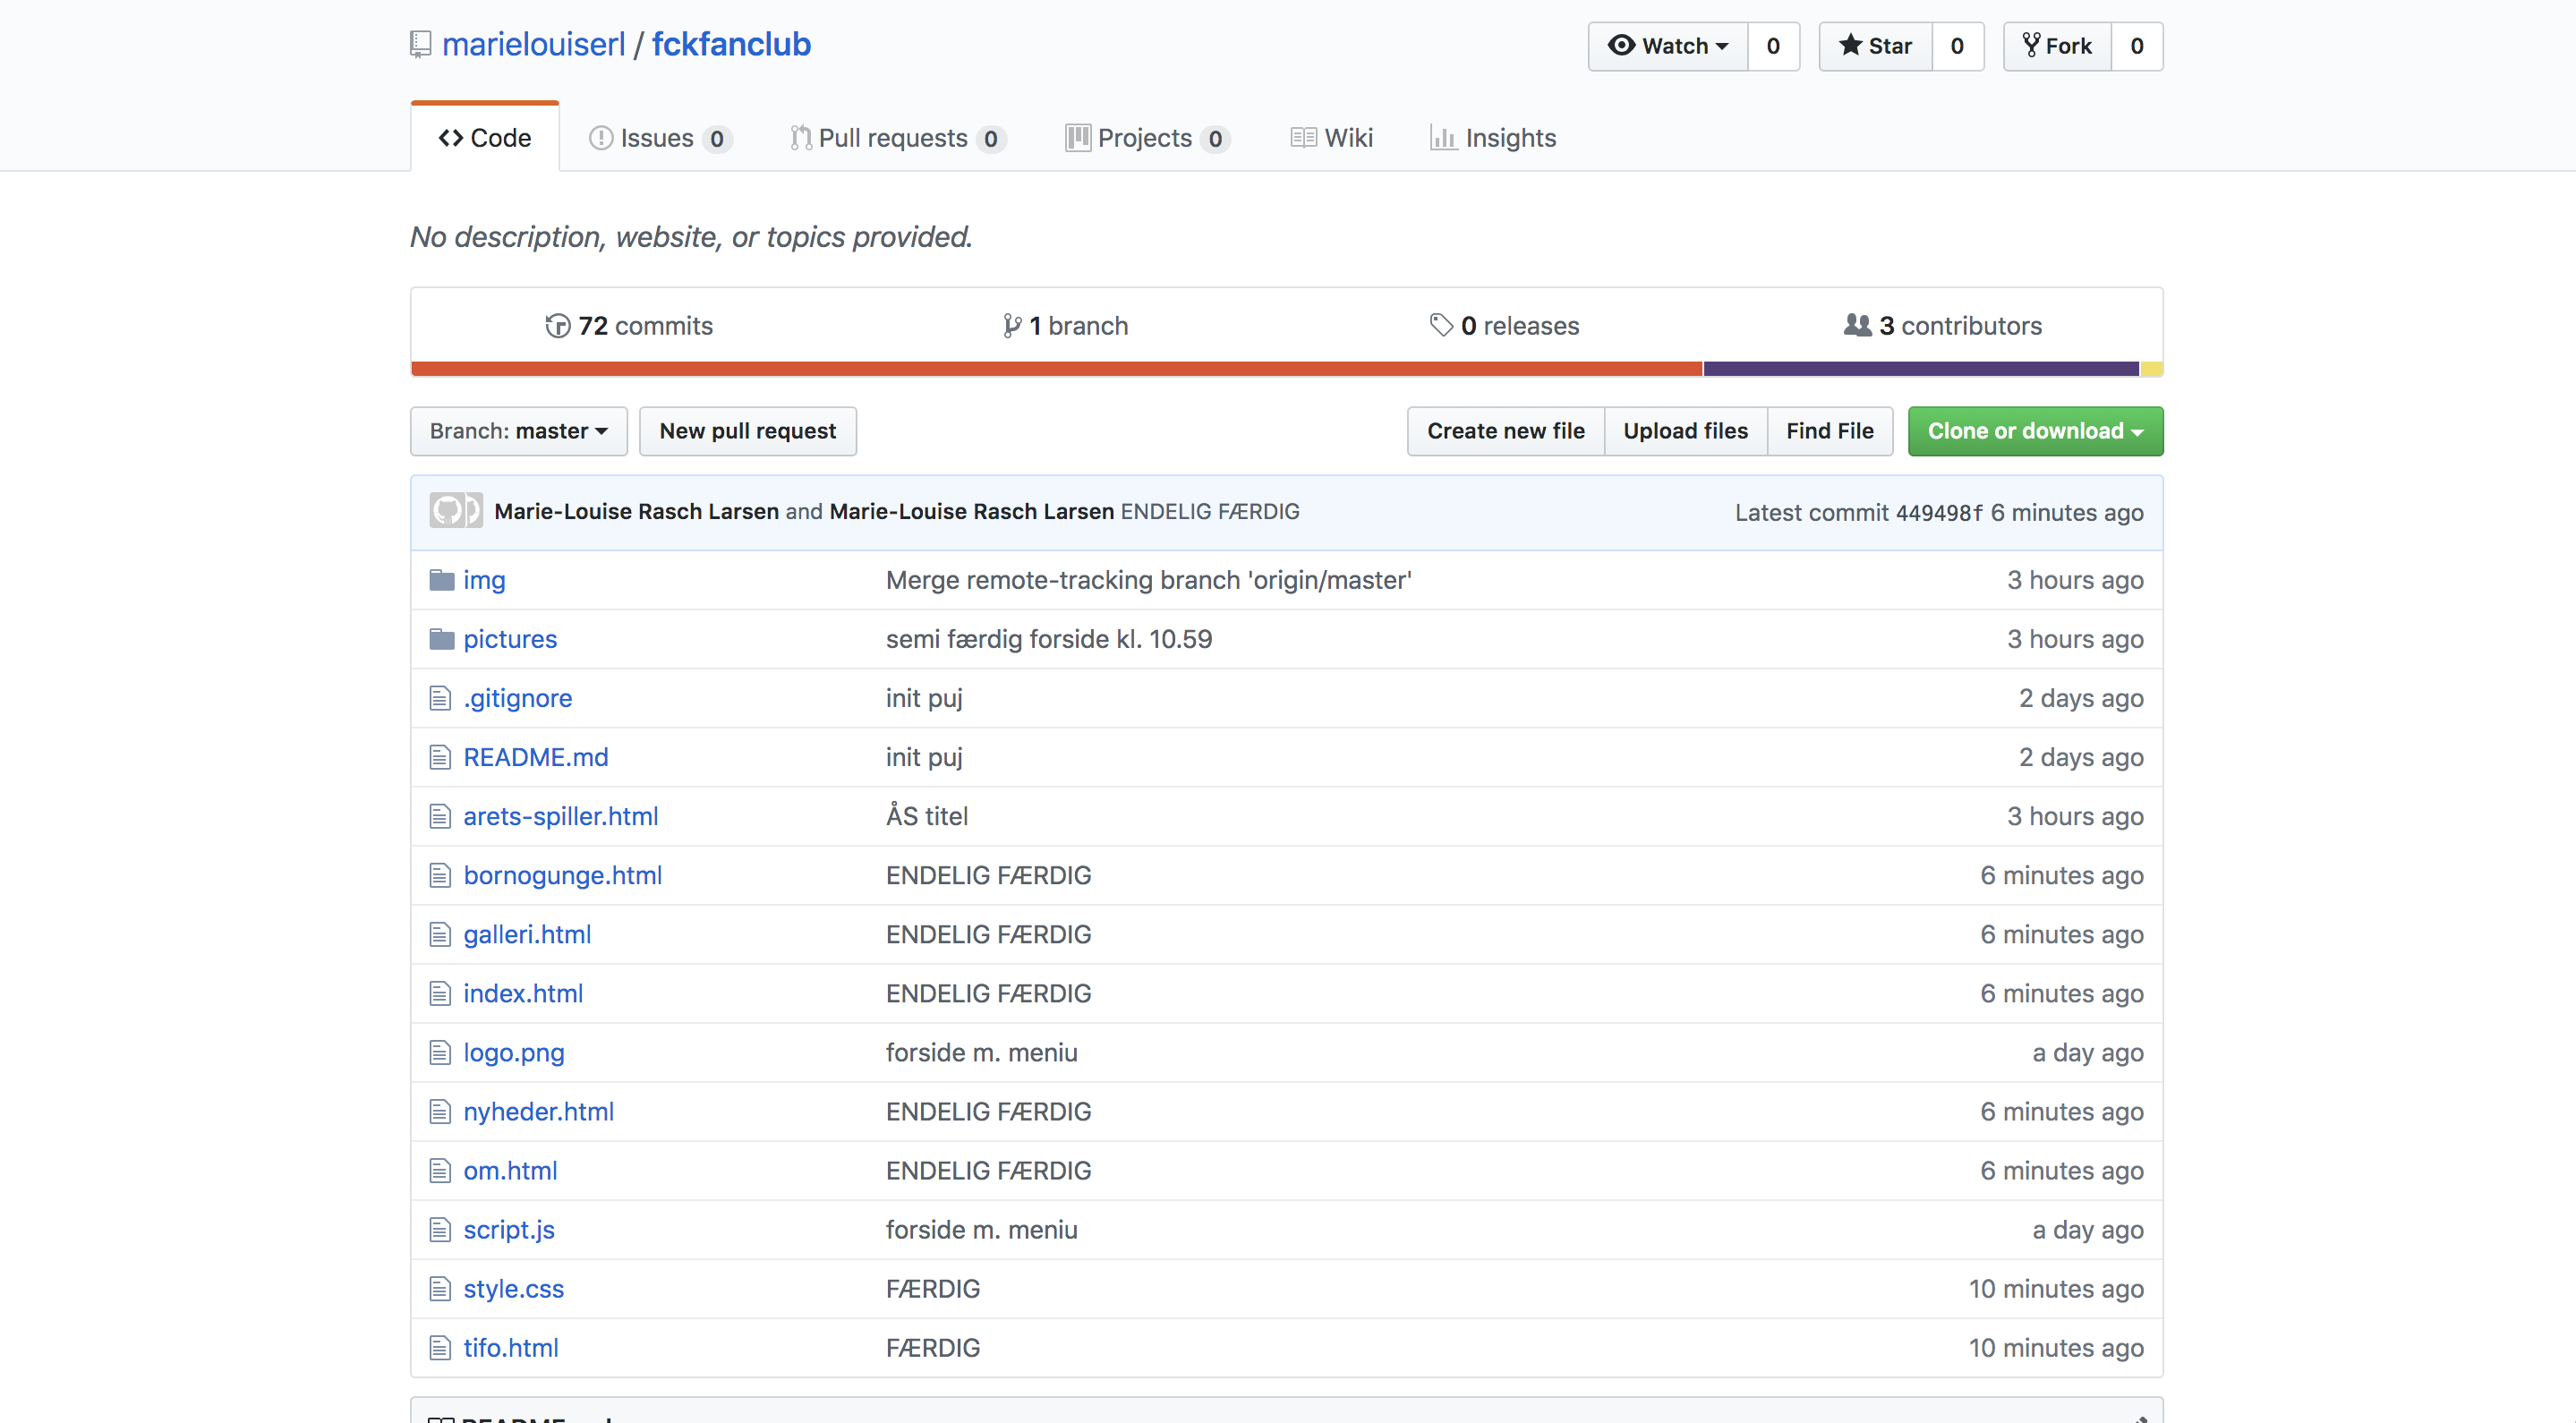 marielouiserl / fckfanclub Watch 0 Star 0 Fork 0
Code Issues 0 Pull requests 0 Projects 0 Wiki Insights
No description, website, or topics provided.
72 commits 1 branch 0 releases 3 contributors
Branch: master New pull request Create new file Upload files Find File Clone or download
Marie-Louise Rasch Larsen and Marie-Louise Rasch Larsen ENDELIG FÆRDIG Latest commit 449498f 6 minutes ago
img Merge remote-tracking branch 'origin/master' 3 hours ago
pictures semi færdig forside kl. 10.59 3 hours ago
.gitignore init puj 2 days ago
README.md init puj 2 days ago
arets-spiller.html ÅS titel 3 hours ago
bornogunge.html ENDELIG FÆRDIG 6 minutes ago
galleri.html ENDELIG FÆRDIG 6 minutes ago
index.html ENDELIG FÆRDIG 6 minutes ago
logo.png forside m. meniu a day ago
nyheder.html ENDELIG FÆRDIG 6 minutes ago
om.html ENDELIG FÆRDIG 6 minutes ago
script.js forside m. meniu a day ago
style.css FÆRDIG 10 minutes ago
tifo.html FÆRDIG 10 minutes ago